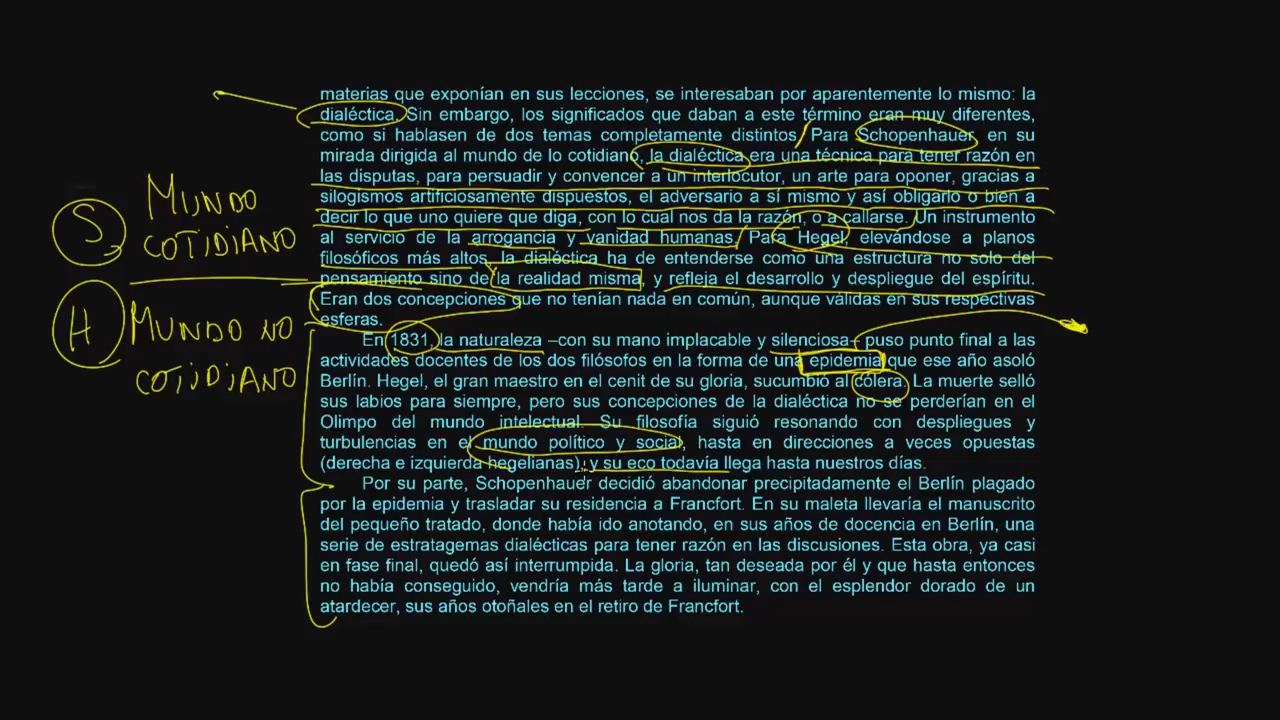 materias que exponían en sus lecciones, se interesaban por aparentemente lo mismo: la
dialéctica. Sin embargo, los significados que daban a este término eran muy diferentes,
como si hablasen de dos temas completamente distintos. Para Schopenhauer, en su
mirada dirigida al mundo de lo cotidiano, la dialéctica era una técnica para tener razón en
las disputas, para persuadir y convencer a un interlocutor, un arte para oponer, gracias a
silogismos artificiosamente dispuestos, el adversario a sí mismo y así obligarlo o bien a
decir lo que uno quiere que diga, con lo cual nos da la razón, o a callarse. Un instrumento
al servicio de la arrogancia y vanidad humanas. Para Hegel, elevándose a planos
filosóficos más altos, la dialéctica ha de entenderse como una estructura no solo del
pensamiento sino de la realidad misma, y refleja el desarrollo y despliegue del espíritu.
Eran dos concepciones que no tenían nada en común, aunque válidas en sus respectivas
esferas.
En 1831, la naturaleza –con su mano implacable y silenciosa– puso punto final a las
actividades docentes de los dos filósofos en la forma de una epidemia que ese año asoló
Berlín. Hegel, el gran maestro en el cenit de su gloria, sucumbió al cólera. La muerte selló
sus labios para siempre, pero sus concepciones de la dialéctica no se perderían en el
Olimpo del mundo intelectual. Su filosofía siguió resonando con despliegues y
turbulencias en el mundo político y social, hasta en direcciones a veces opuestas
(derecha e izquierda hegelianas), y su eco todavía llega hasta nuestros días.
Por su parte, Schopenhauer decidió abandonar precipitadamente el Berlín plagado
por la epidemia y trasladar su residencia a Francfort. En su maleta llevaría el manuscrito
del pequeño tratado, donde había ido anotando, en sus años de docencia en Berlín, una
serie de estratagemas dialécticas para tener razón en las discusiones. Esta obra, ya casi
en fase final, quedó así interrumpida. La gloria, tan deseada por él y que hasta entonces
no había conseguido, vendría más tarde a iluminar, con el esplendor dorado de un
atardecer, sus años otoñales en el retiro de Francfort.
S
MUNDO
COTIDIANO
H
MUNDO NO
COTIDIANO